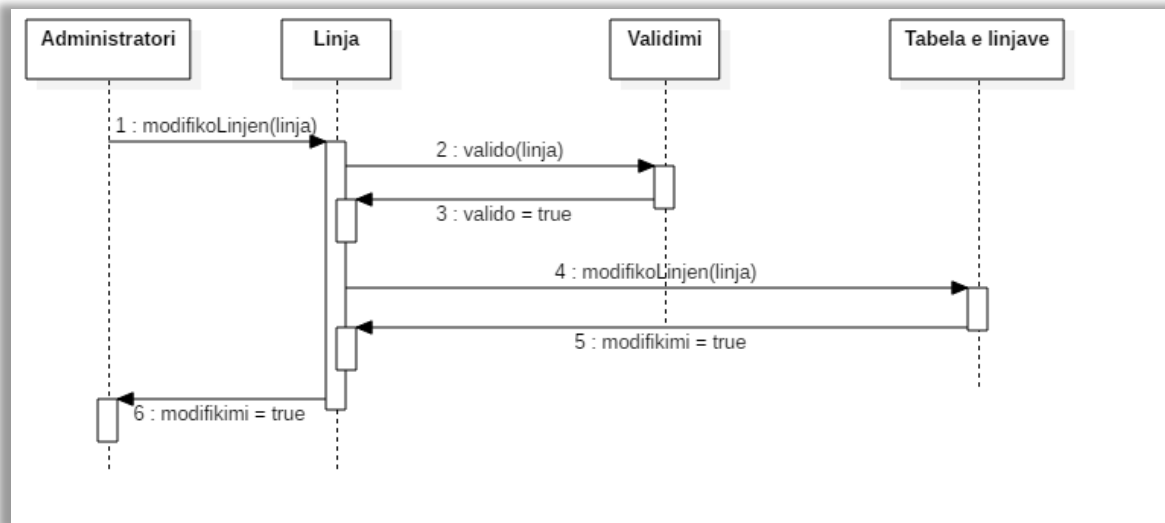 Administratori
Linja
Validimi
Tabela e linjave
1 : modifikoLinjen(linja)
2 : valido(linja)
3 : valido = true
4 : modifikoLinjen(linja)
5 : modifikimi = true
6 : modifikimi = true